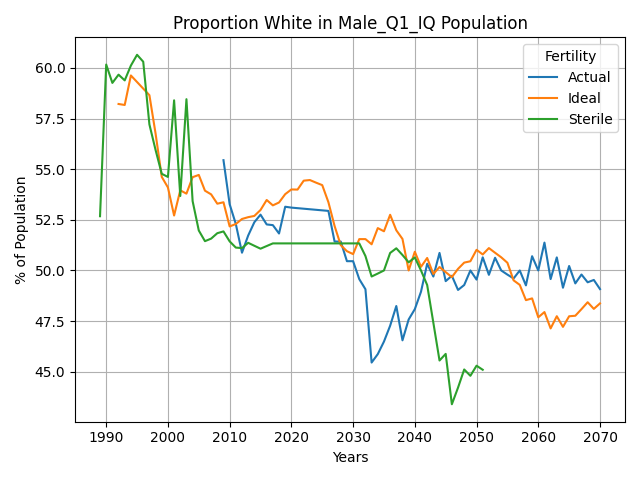 Proportion White in Male_Q1_IQ Population
Fertility
Actual
Ideal
Sterile
% of Population
60.0
57.5
55.0
52.5
50.0
47.5
45.0
1990 2000 2010 2020 2030 2040 2050 2060 2070
Years